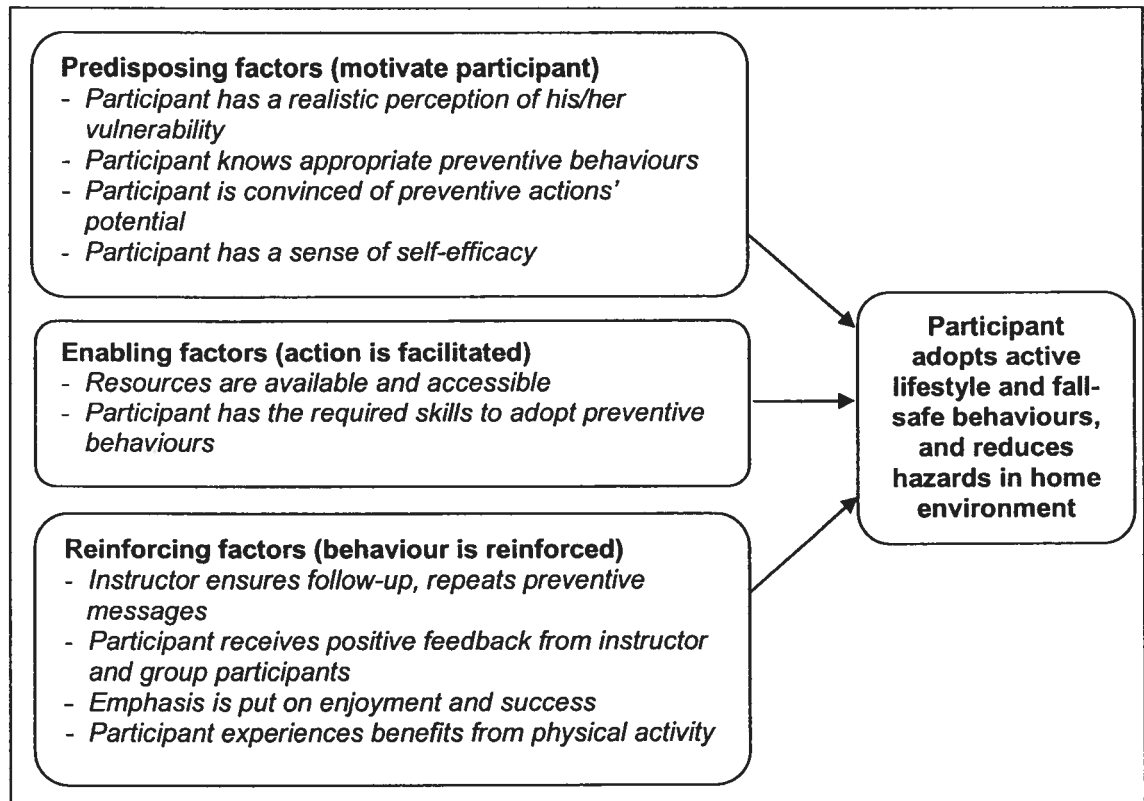 Predisposing factors (motivate participant)
- Participant has a realistic perception of his/her
vulnerability
- Participant knows appropriate preventive behaviours
- Participant is convinced of preventive actions'
potential
- Participant has a sense of self-efficacy
Enabling factors (action is facilitated)
- Resources are available and accessible
- Participant has the required skills to adopt preventive
behaviours
Reinforcing factors (behaviour is reinforced)
- Instructor ensures follow-up, repeats preventive
messages
- Participant receives positive feedback from instructor
and group participants
- Emphasis is put on enjoyment and success
- Participant experiences benefits from physical activity
Participant
adopts active
lifestyle and fall-
safe behaviours,
and reduces
hazards in home
environment